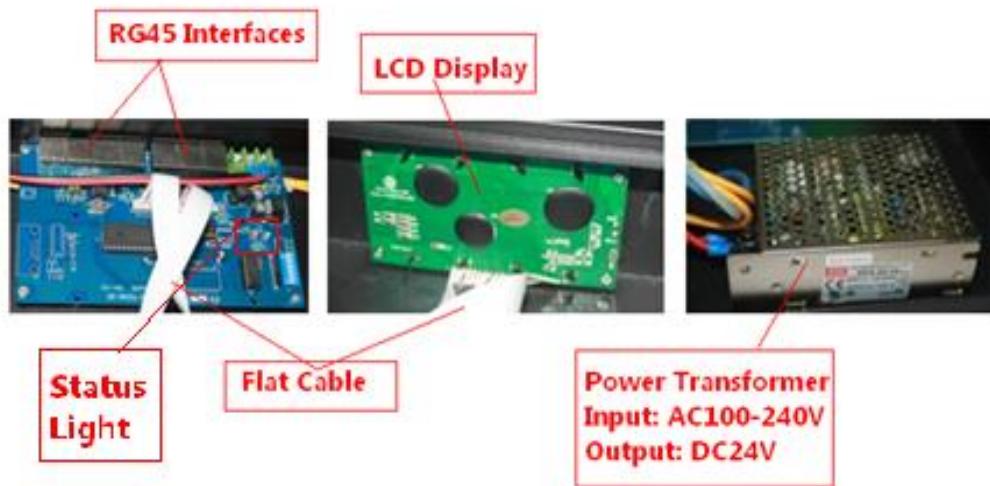 RG45 Interfaces
LCD Display
Status
Light
Flat Cable
Power Transformer
Input: AC100-240V
Output: DC24V